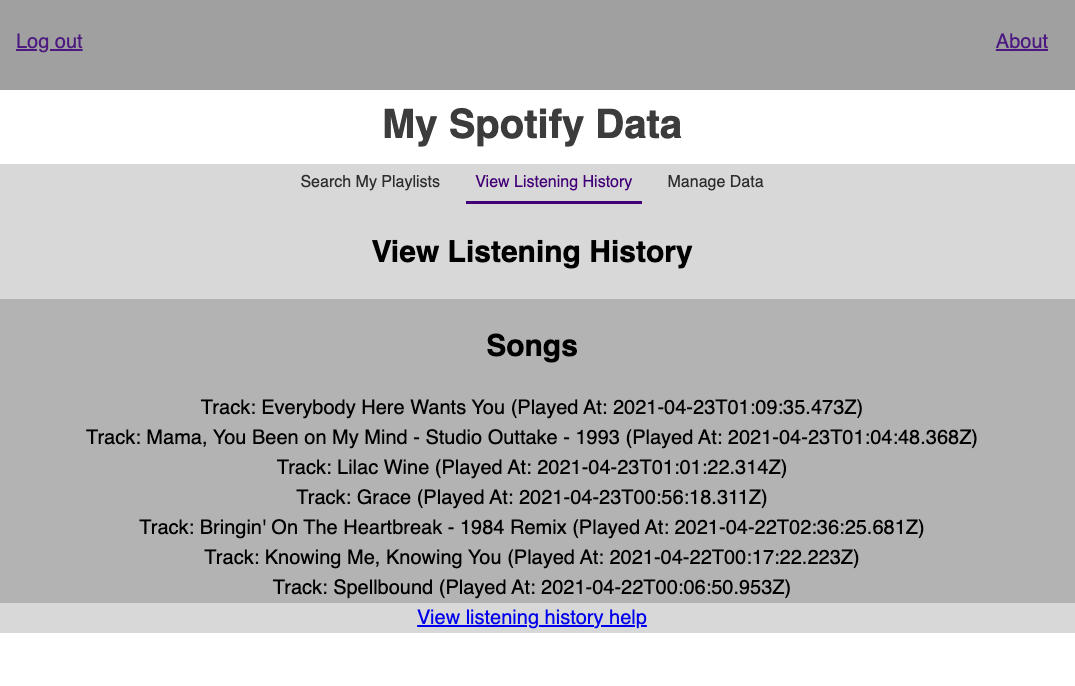 Log out
About
My Spotify Data
Search My Playlists
View Listening History
Manage Data
View Listening History
Songs
Track: Everybody Here Wants You (Played At: 2021-04-23T01:09:35.473Z)
Track: Mama, You Been on My Mind - Studio Outtake - 1993 (Played At: 2021-04-23T01:04:48.368Z)
Track: Lilac Wine (Played At: 2021-04-23T01:01:22.314Z)
Track: Grace (Played At: 2021-04-23T00:56:18.311Z)
Track: Bringin' On The Heartbreak - 1984 Remix (Played At: 2021-04-22T02:36:25.681Z)
Track: Knowing Me, Knowing You (Played At: 2021-04-22T00:17:22.223Z)
Track: Spellbound (Played At: 2021-04-22T00:06:50.953Z)
View listening history help